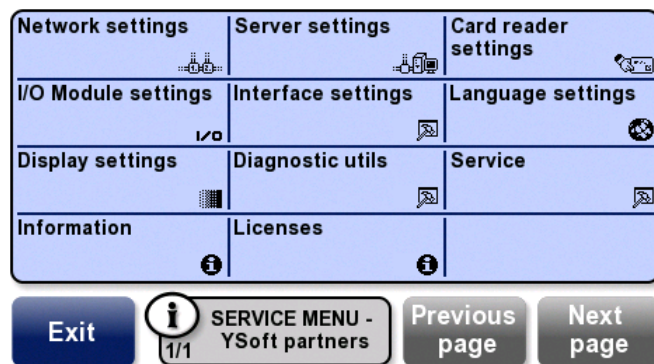 Network settings
Server settings
Card reader
settings
I/O Module settings
I/O
Interface settings
Language settings
Display settings
Diagnostic utils
Service
Information
Licenses
Exit
1/1
SERVICE MENU -
YSoft partners
Previous
page
Next
page